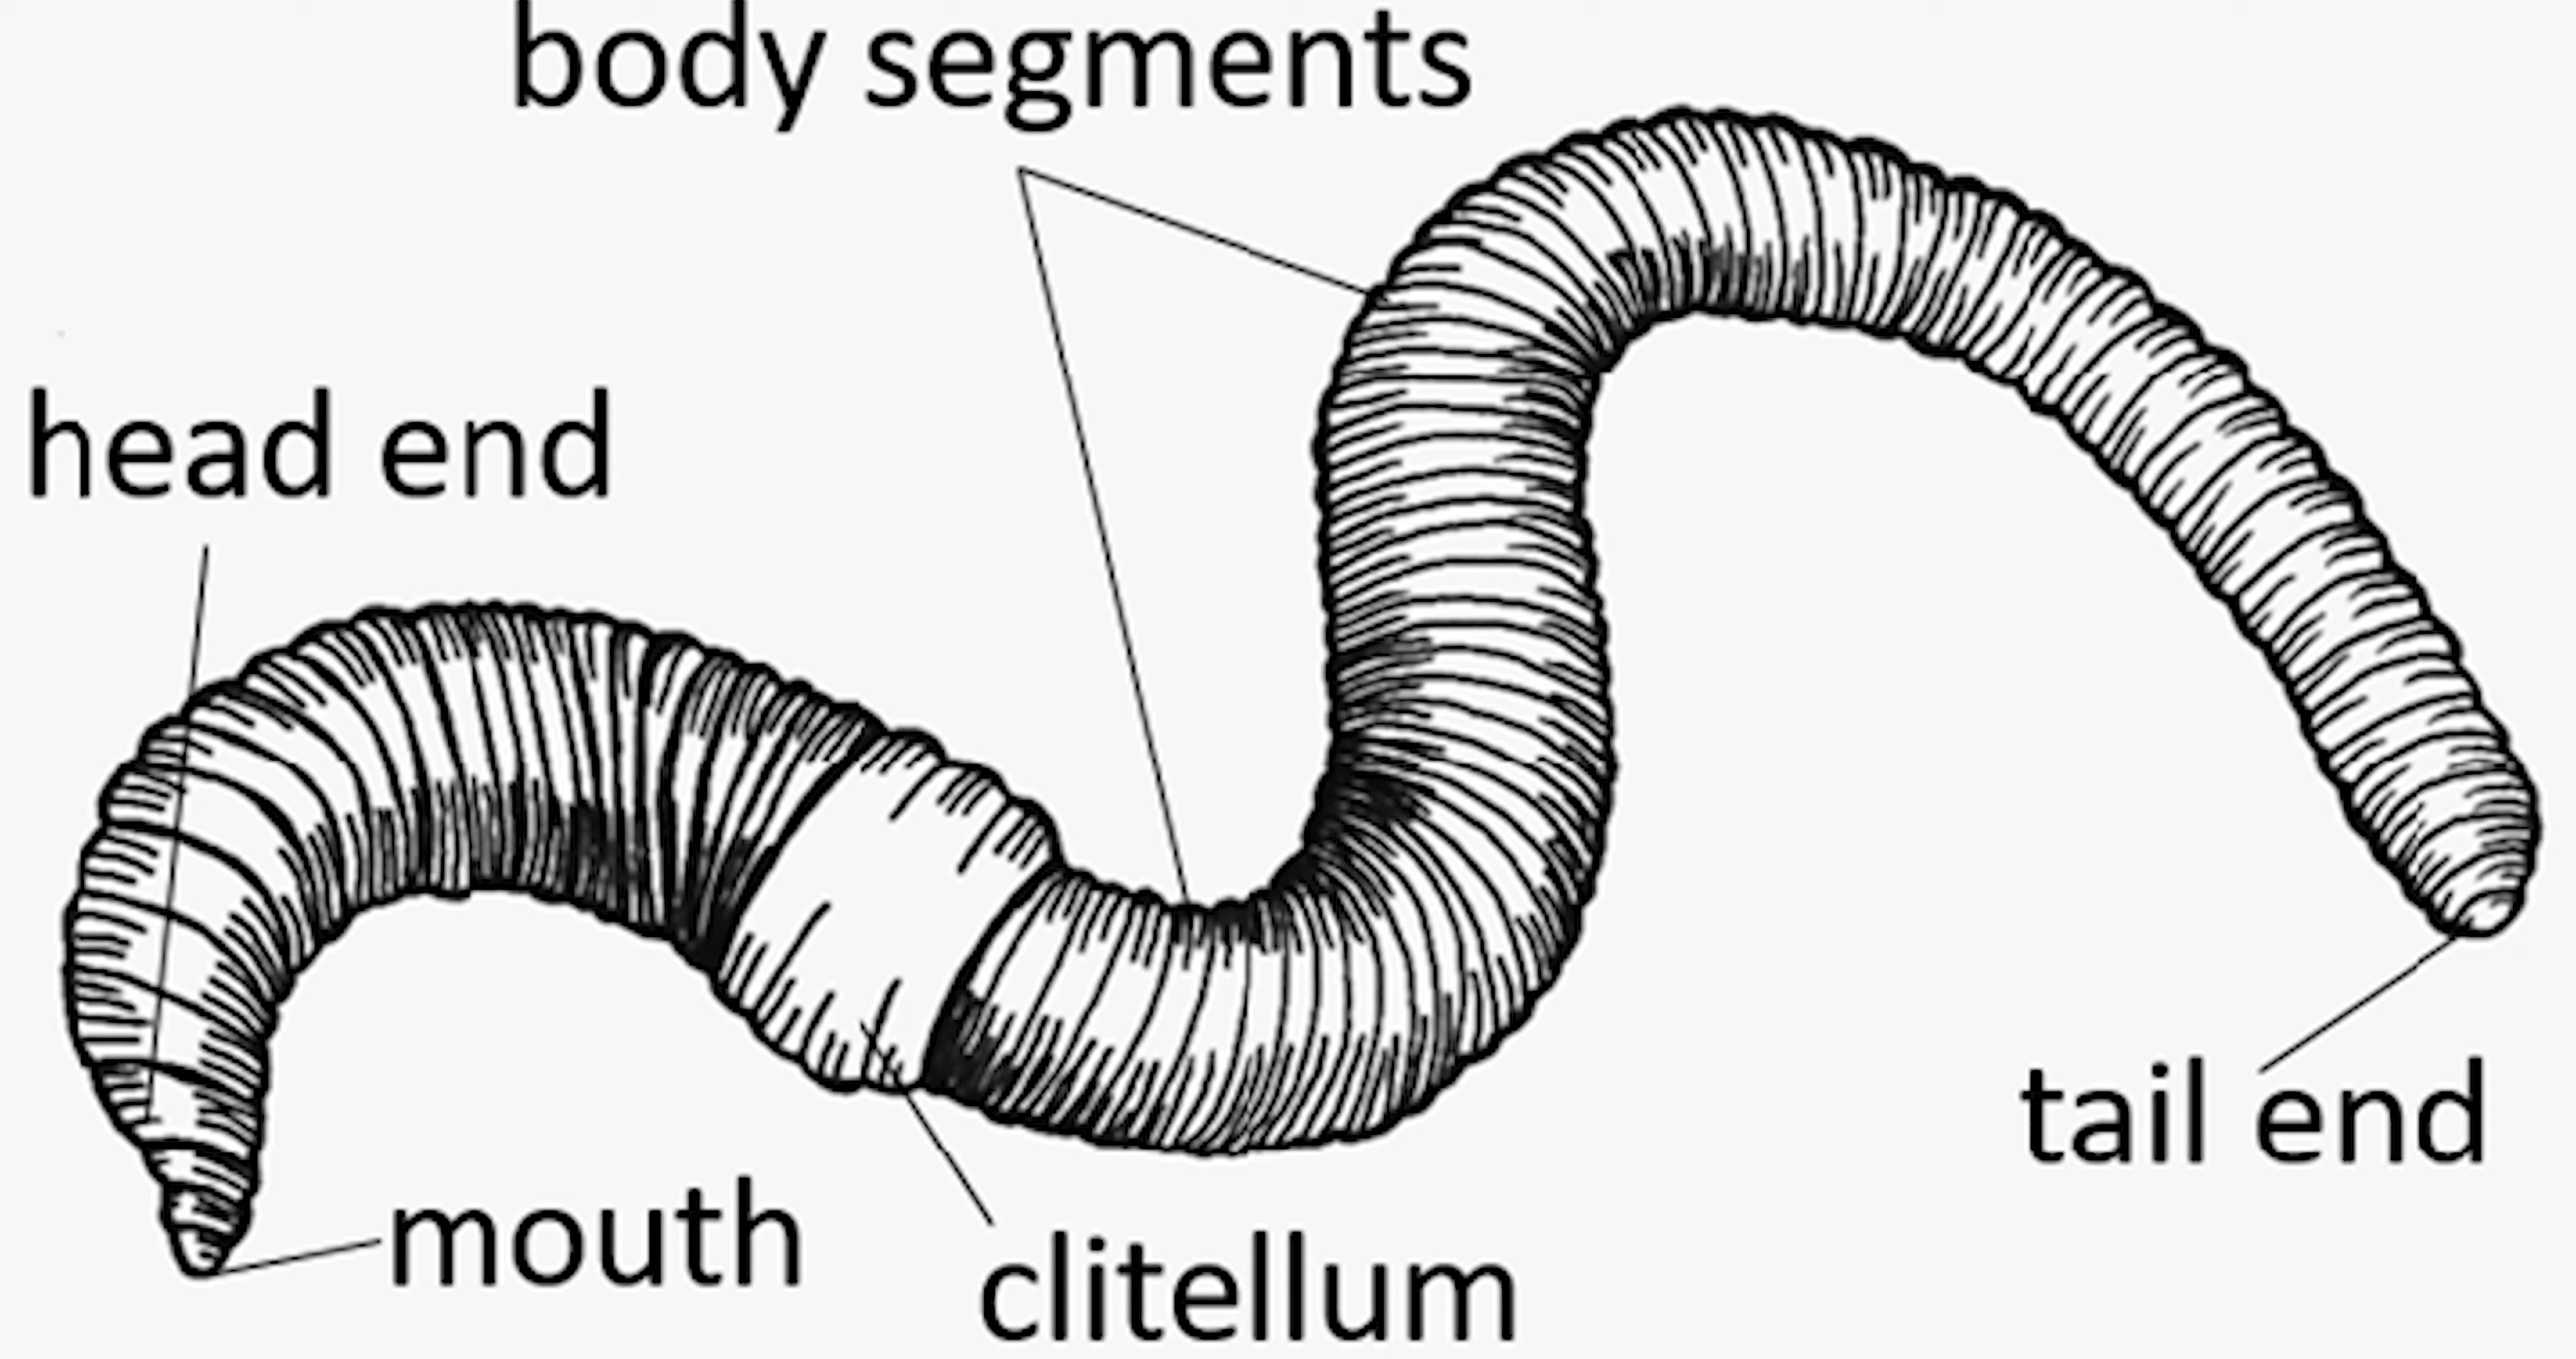 body segments
head end
tail end
mouth
clitellum